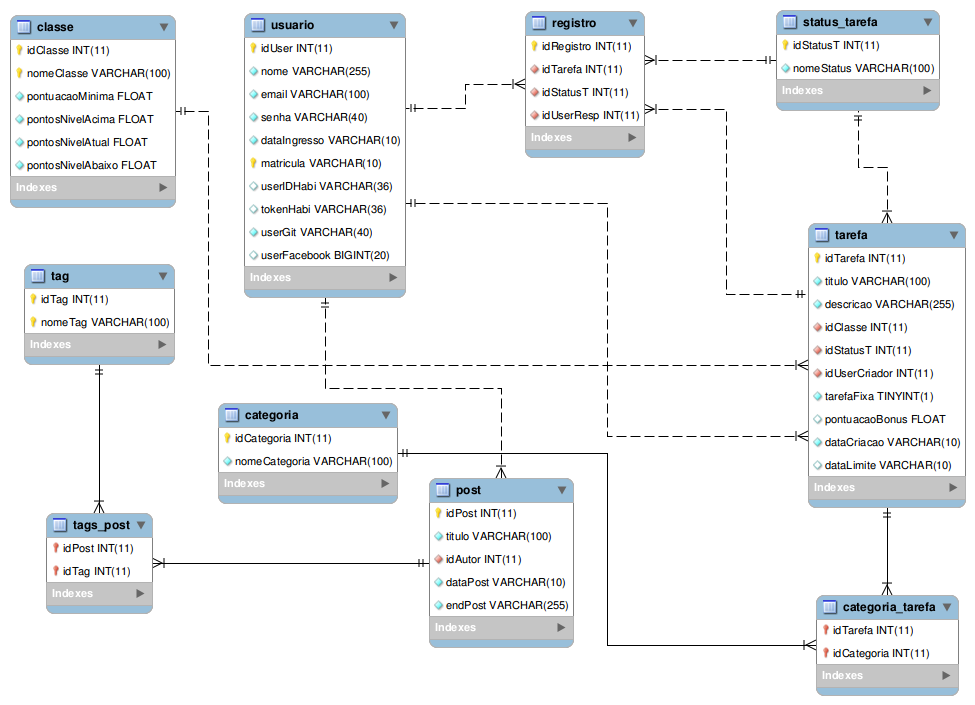 classe
idClasse INT(11)
nomeClasse VARCHAR(100)
pontuacaoMinima FLOAT
pontosNivelAcima FLOAT
pontosNivelAtual FLOAT
pontosNivelAbaixo FLOAT
Indexes
usuario
idUser INT(11)
nome VARCHAR(255)
email VARCHAR(100)
senha VARCHAR(40)
dataIngresso VARCHAR(10)
matricula VARCHAR(10)
userIDHabi VARCHAR(36)
tokenHabi VARCHAR(36)
userGit VARCHAR(40)
userFacebook BIGINT(20)
Indexes
registro
idRegistro INT(11)
idTarefa INT(11)
idStatusT INT(11)
idUserResp INT(11)
Indexes
status_tarefa
idStatusT INT(11)
nomeStatus VARCHAR(100)
Indexes
tag
idTag INT(11)
nomeTag VARCHAR(100)
Indexes
tarefa
idTarefa INT(11)
titulo VARCHAR(100)
descricao VARCHAR(255)
idClasse INT(11)
idStatusT INT(11)
idUserCriador INT(11)
tarefaFixa TINYINT(1)
pontuacaoBonus FLOAT
dataCriacao VARCHAR(10)
dataLimite VARCHAR(10)
Indexes
categoria
idCategoria INT(11)
nomeCategoria VARCHAR(100)
Indexes
post
idPost INT(11)
titulo VARCHAR(100)
idAutor INT(11)
dataPost VARCHAR(10)
endPost VARCHAR(255)
Indexes
tags_post
idPost INT(11)
idTag INT(11)
Indexes
categoria_tarefa
idTarefa INT(11)
idCategoria INT(11)
Indexes